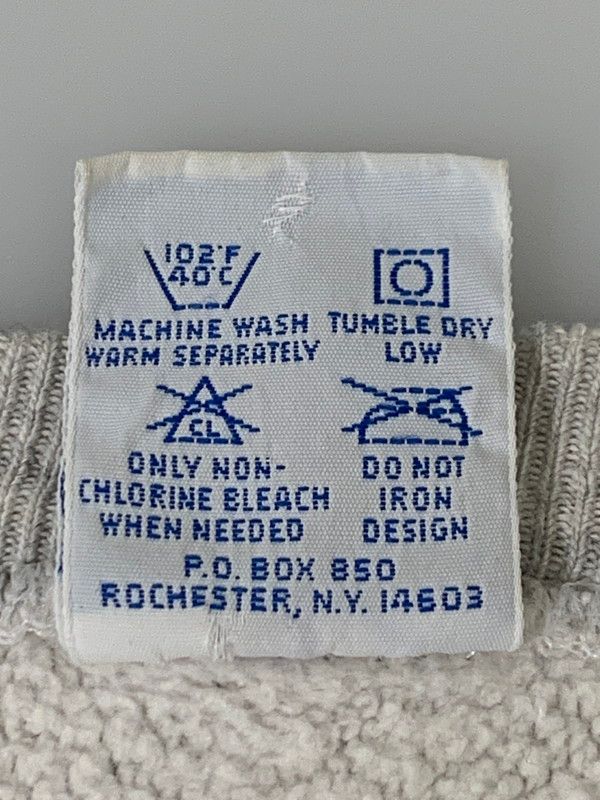 102°F
40°C
MACHINE WASH
WARM SEPARATELY
TUMBLE DRY
LOW
CL
ONLY NON-
CHLORINE BLEACH
WHEN NEEDED
DO NOT
IRON
DESIGN
P.O. BOX 850
ROCHESTER, N.Y. 14603